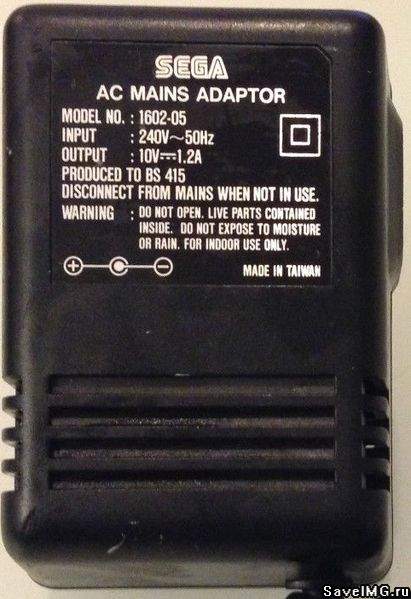 SEGA
AC MAINS ADAPTOR
MODEL NO. : 1602-05
INPUT : 240V~50Hz
OUTPUT : 10V⎓1.2A
PRODUCED TO BS 415
DISCONNECT FROM MAINS WHEN NOT IN USE.
WARNING : DO NOT OPEN. LIVE PARTS CONTAINED
INSIDE. DO NOT EXPOSE TO MOISTURE
OR RAIN. FOR INDOOR USE ONLY.
MADE IN TAIWAN
SaveIMG.ru